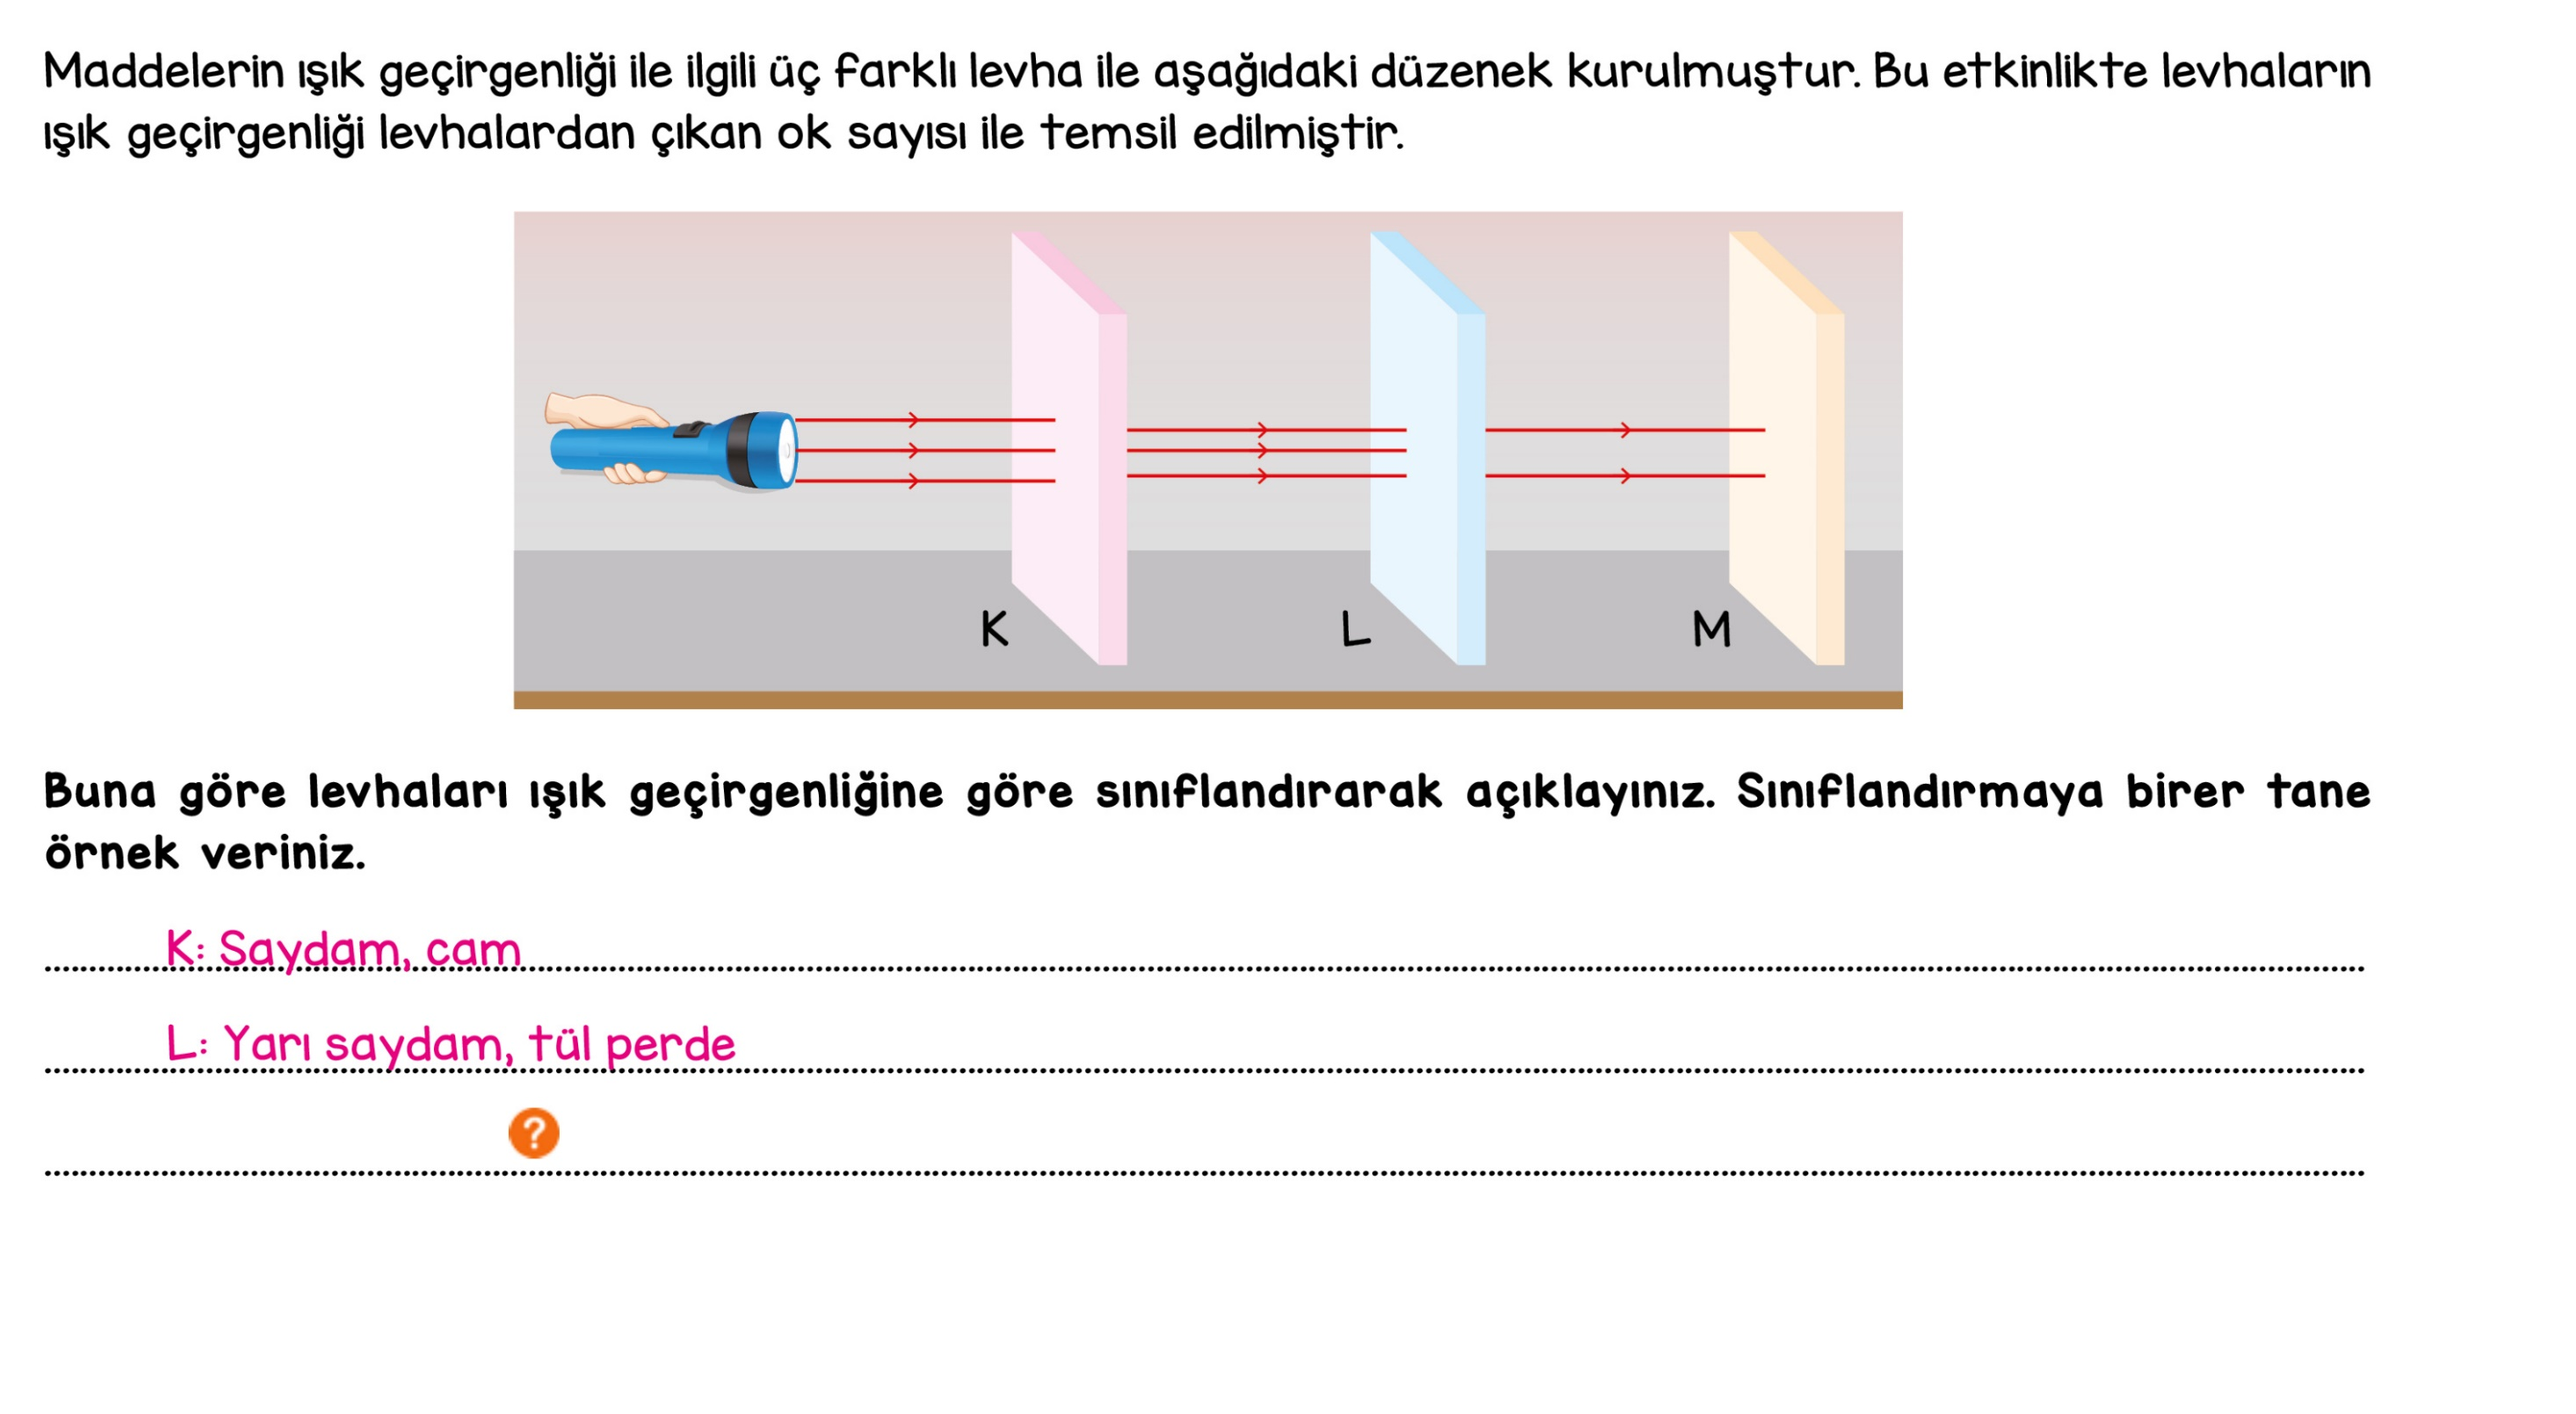 Maddelerin ışık geçirgenliği ile ilgili üç farklı levha ile aşağıdaki düzenek kurulmuştur. Bu etkinlikte levhaların
ışık geçirgenliği levhalardan çıkan ok sayısı ile temsil edilmiştir.
K L M
Buna göre levhaları ışık geçirgenliğine göre sınıflandırarak açıklayınız. Sınıflandırmaya birer tane
örnek veriniz.
K: Saydam, cam
L: Yarı saydam, tül perde
?